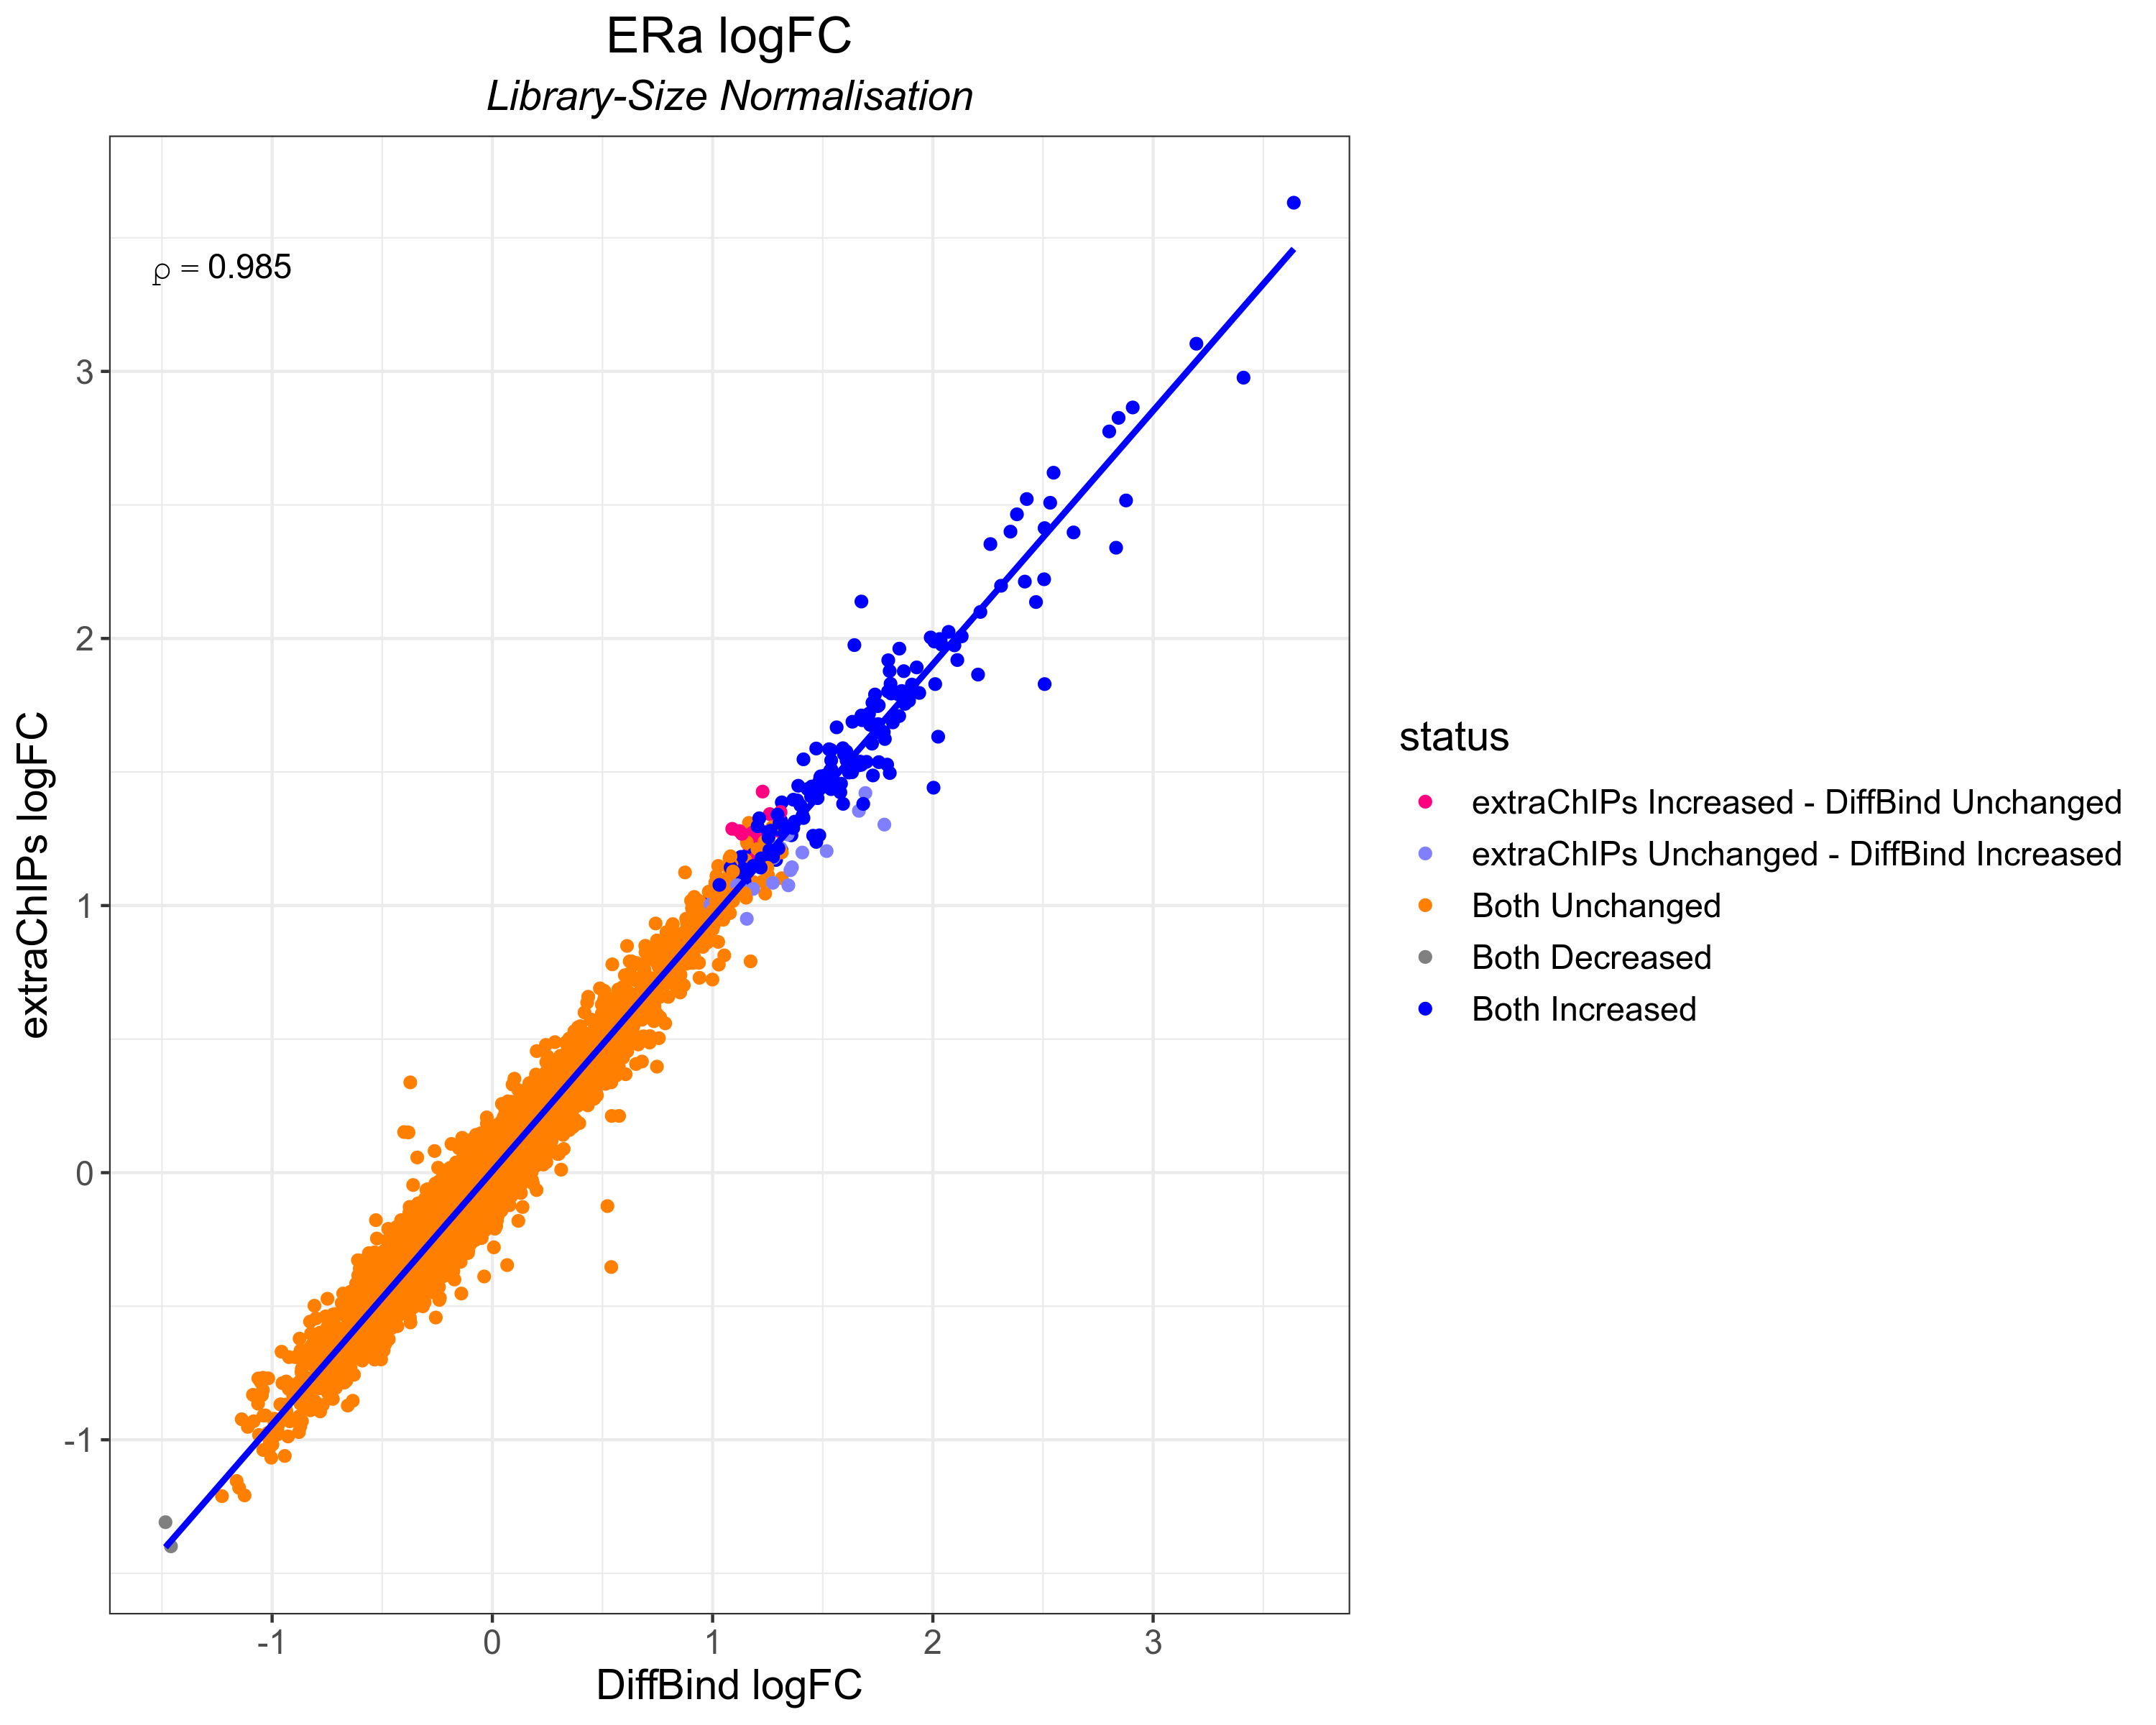 ERa logFC
Library-Size Normalisation
ρ = 0.985
3
2
1
0
-1
extraChIPs logFC
-1
0
1
2
3
DiffBind logFC
status
extraChIPs Increased - DiffBind Unchanged
extraChIPs Unchanged - DiffBind Increased
Both Unchanged
Both Decreased
Both Increased